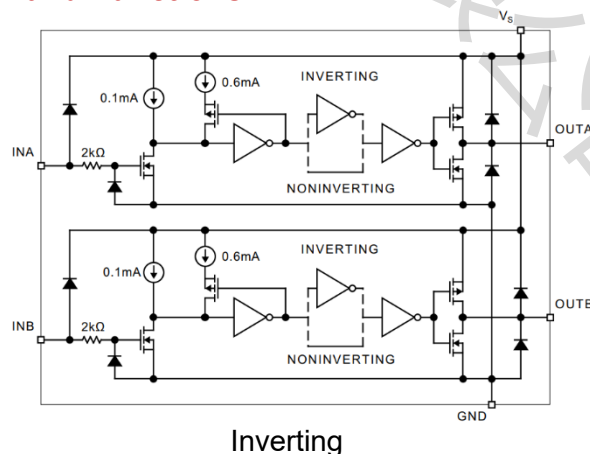 VS
0.6mA
INVERTING
0.1mA
OUTA
INA
2kΩ
NONINVERTING
INVERTING
0.6mA
0.1mA
INB
2kΩ
NONINVERTING
GND
Inverting